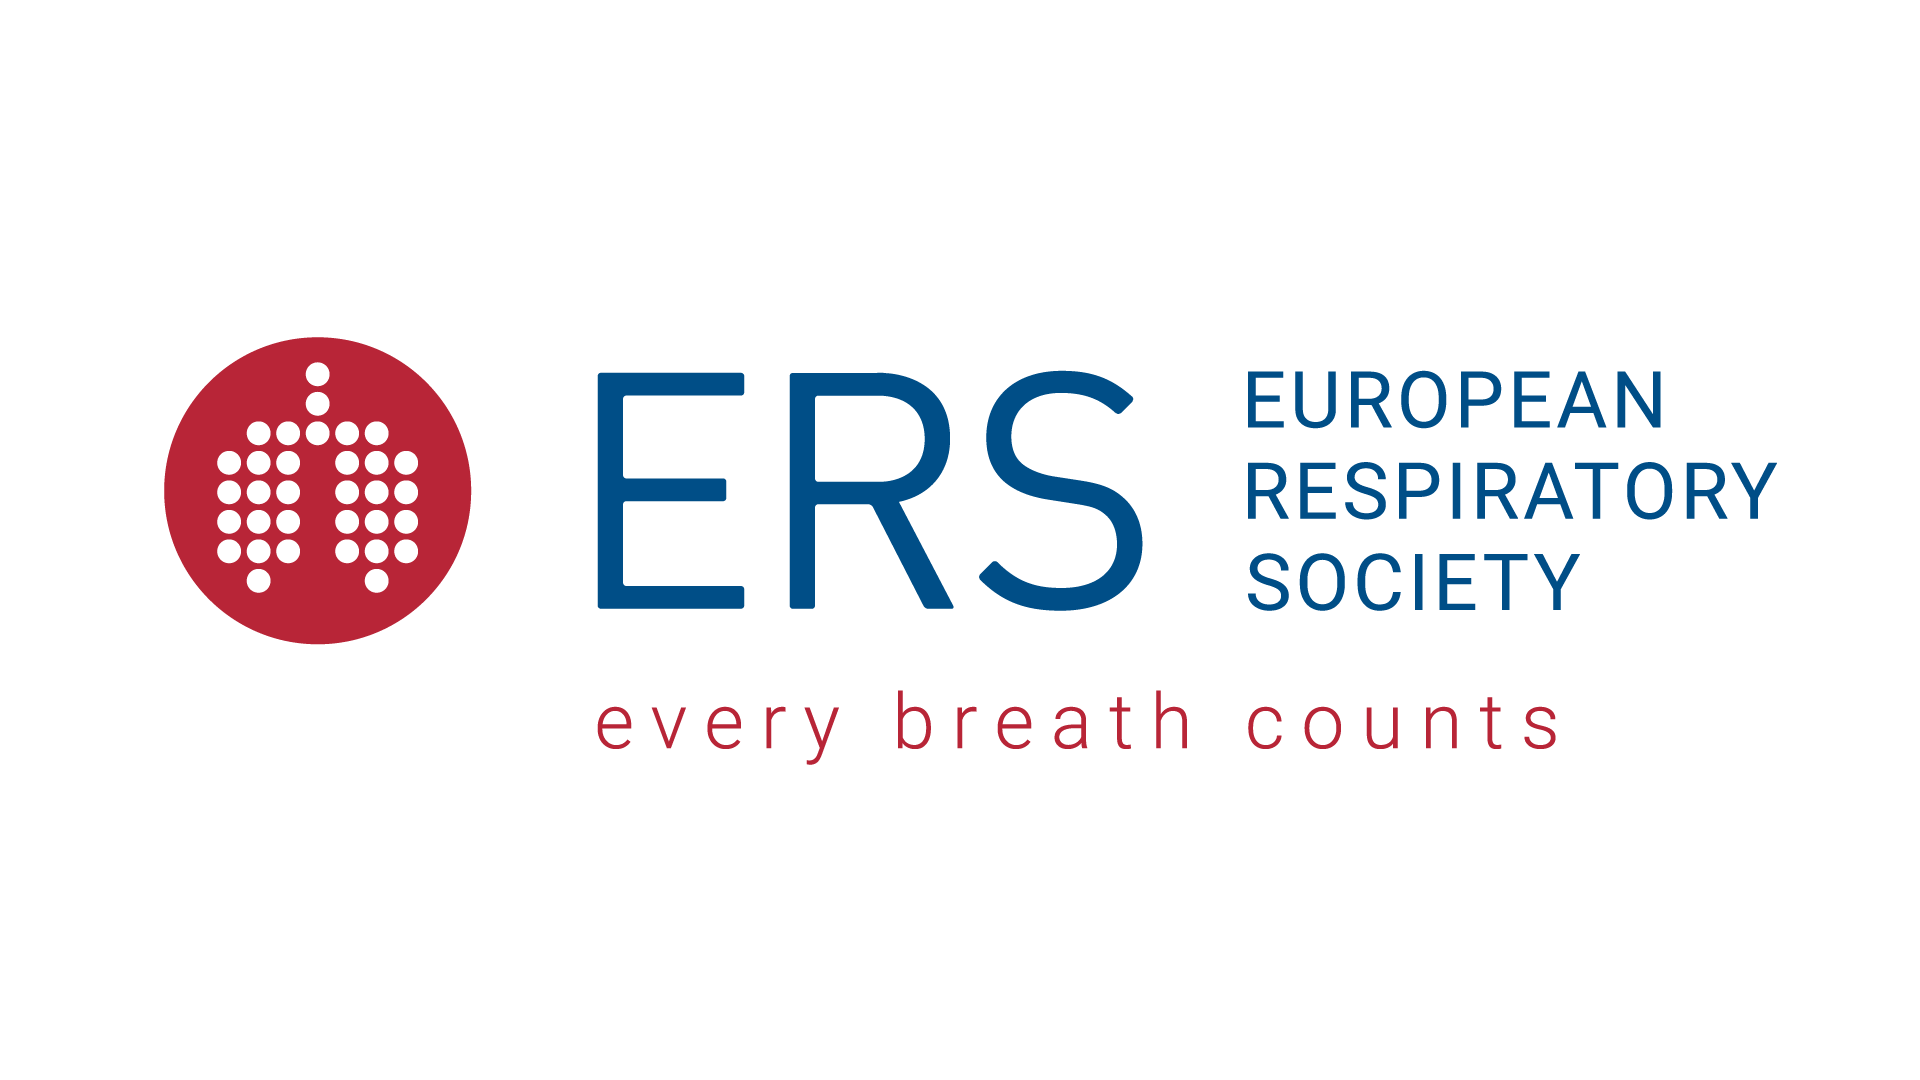 ERS
EUROPEAN
RESPIRATORY
SOCIETY
every breath counts